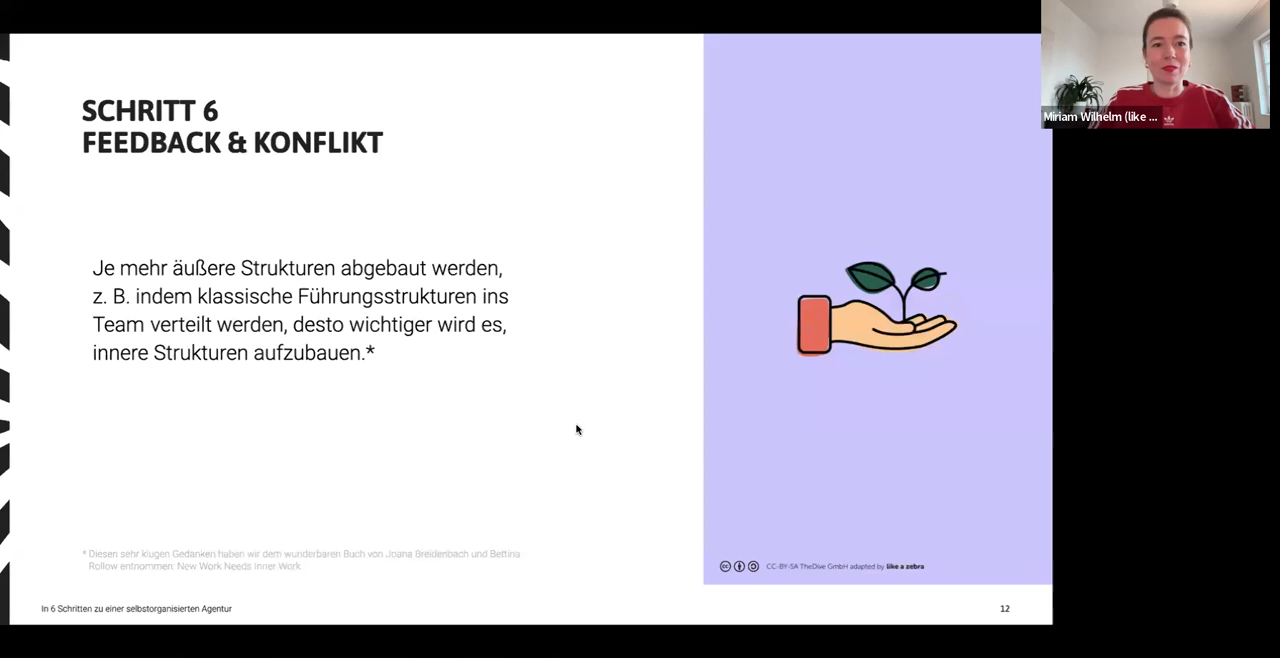 SCHRITT 6
FEEDBACK & KONFLIKT
Je mehr äußere Strukturen abgebaut werden,
z. B. indem klassische Führungsstrukturen ins
Team verteilt werden, desto wichtiger wird es,
innere Strukturen aufzubauen.*
* Diesen sehr klugen Gedanken haben wir dem wunderbaren Buch von Joana Breidenbach und Bettina
Rollow entnommen: New Work Needs Inner Work
CC-BY-SA TheDive GmbH adapted by like a zebra
In 6 Schritten zu einer selbstorganisierten Agentur
12
Miriam Wilhelm (like ...